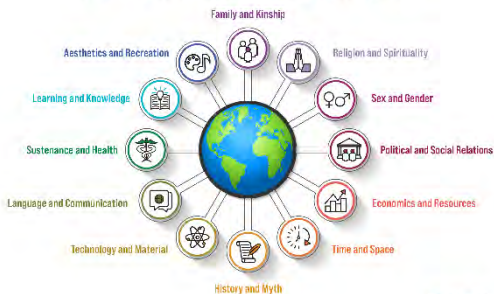 Family and Kinship
Aesthetics and Recreation
Religion and Spirituality
Learning and Knowledge
Sex and Gender
Sustenance and Health
Political and Social Relations
Language and Communication
Economics and Resources
Technology and Material
Time and Space
History and Myth